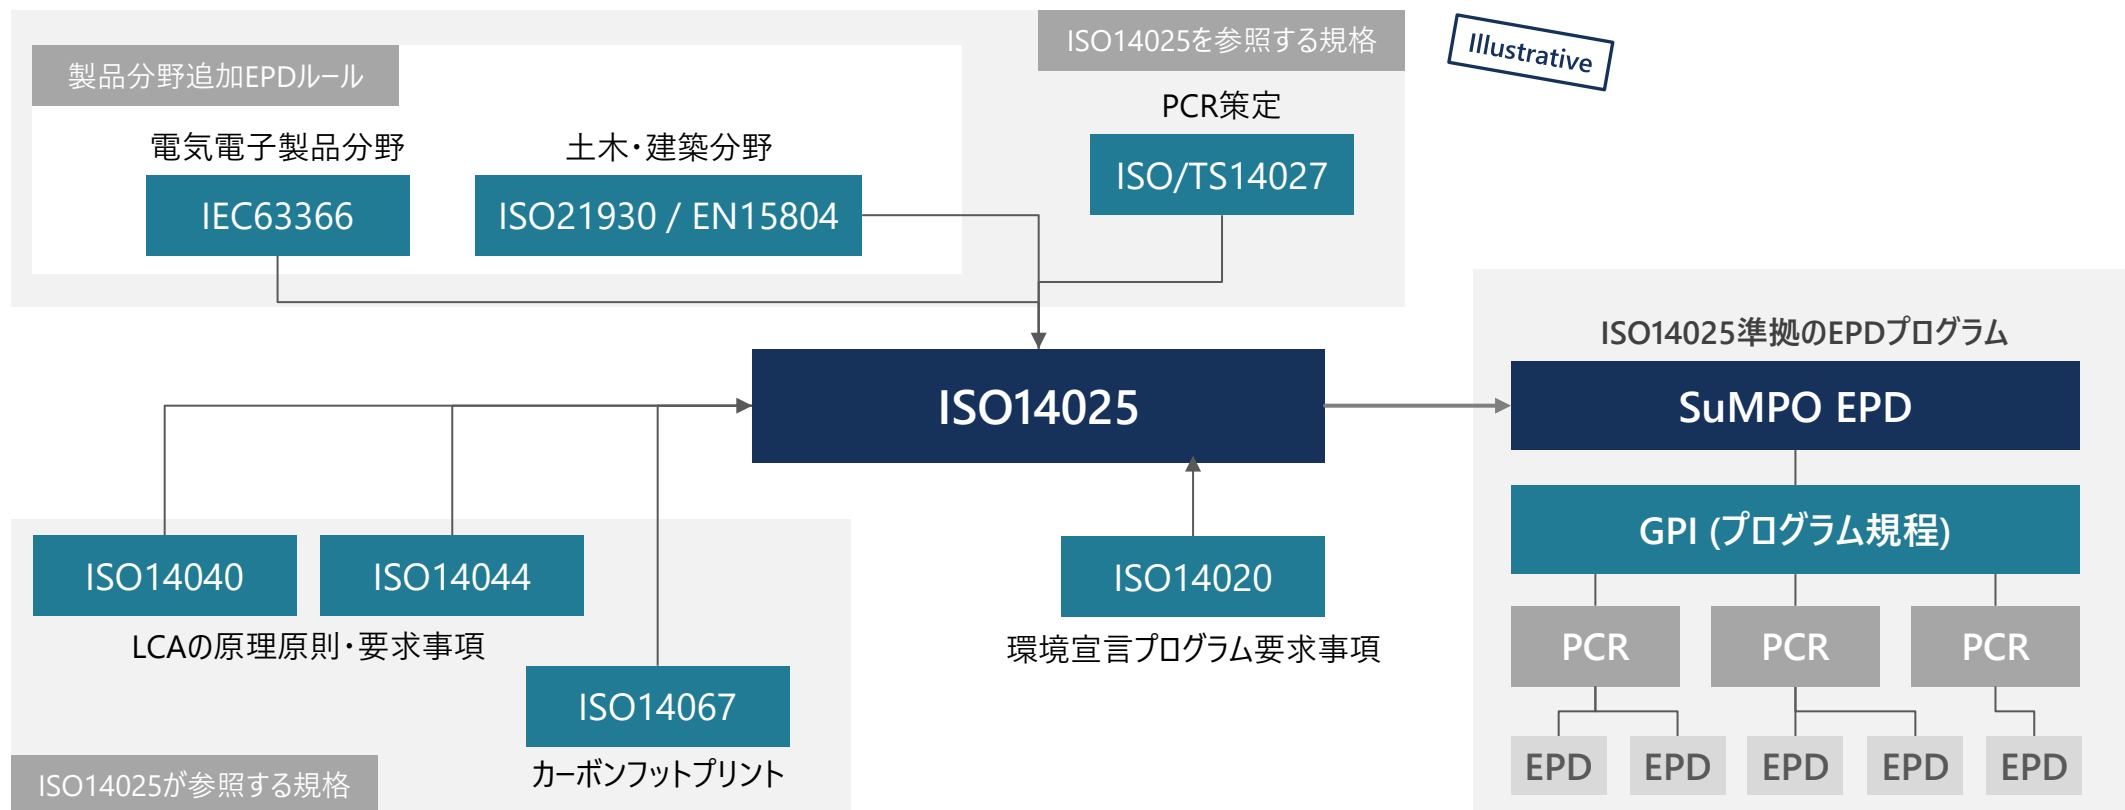 ISO14025を参照する規格
Illustrative
製品分野追加EPDルール
PCR策定
電気電子製品分野
土木・建築分野
ISO/TS14027
IEC63366
ISO21930 / EN15804
ISO14025準拠のEPDプログラム
ISO14025
SuMPO EPD
GPI (プログラム規程)
ISO14040
ISO14044
ISO14020
LCAの原理原則・要求事項
環境宣言プログラム要求事項
PCR
PCR
PCR
ISO14067
カーボンフットプリント
EPD
EPD
EPD
EPD
EPD
ISO14025が参照する規格